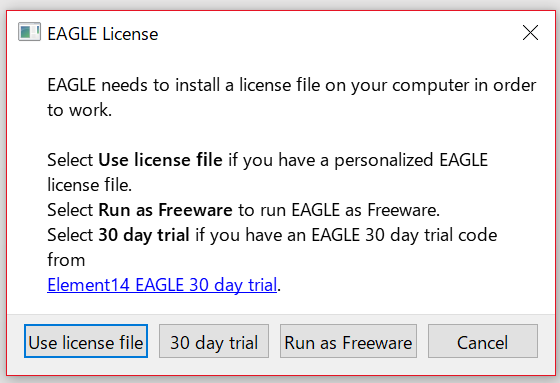 EAGLE License
EAGLE needs to install a license file on your computer in order
to work.
Select Use license file if you have a personalized EAGLE
license file.
Select Run as Freeware to run EAGLE as Freeware.
Select 30 day trial if you have an EAGLE 30 day trial code
from
Element14 EAGLE 30 day trial.
Use license file
30 day trial
Run as Freeware
Cancel